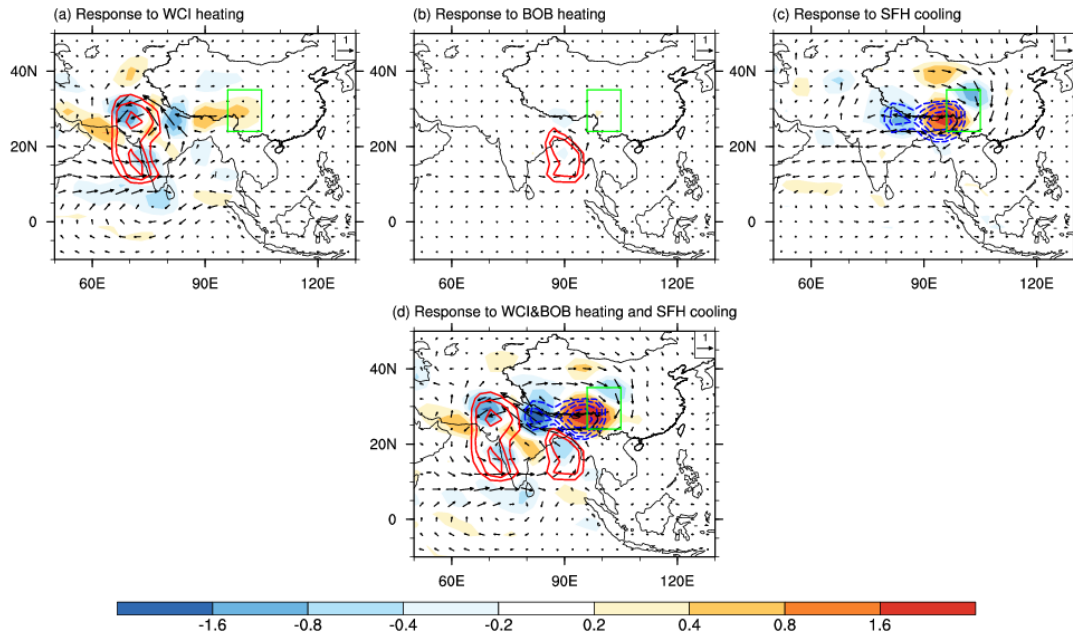 (a) Response to WCI heating
(b) Response to BOB heating
(c) Response to SFH cooling
1
1
1
40N
20N
0
40N
20N
0
40N
20N
0
60E 90E 120E
60E 90E 120E
60E 90E 120E
(d) Response to WCI&BOB heating and SFH cooling
1
40N
20N
0
60E 90E 120E
-1.6 -0.8 -0.4 -0.2 0.2 0.4 0.8 1.6